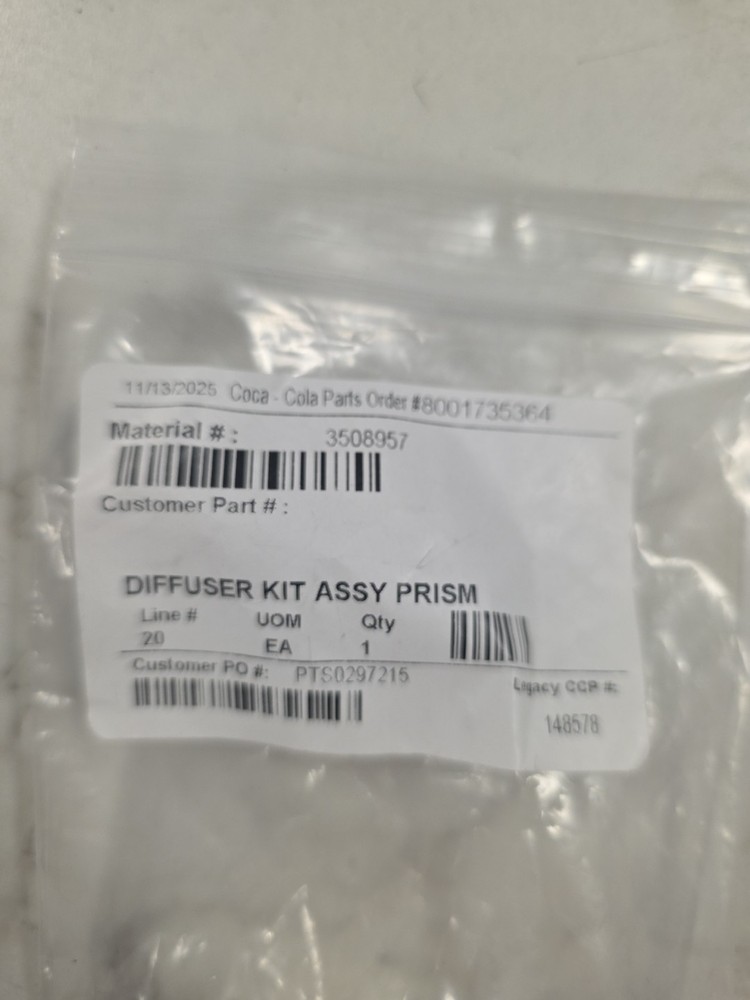 11/13/2025 Coca - Cola Parts Order #8001735364
Material # : 3508957
Customer Part # :
DIFFUSER KIT ASSY PRISM
Line # UOM Qty
20 EA 1
Customer PO #: PTS0297215
Legacy CCP #:
148578